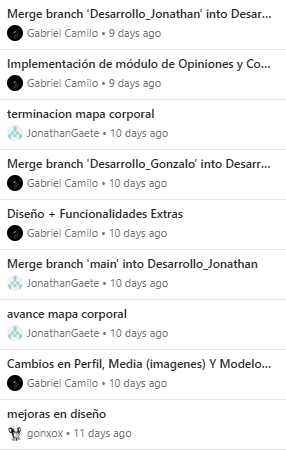 Merge branch 'Desarrollo_Jonathan' into Desar...
Gabriel Camilo • 9 days ago
Implementación de módulo de Opiniones y Co...
Gabriel Camilo • 9 days ago
terminacion mapa corporal
JonathanGaete • 10 days ago
Merge branch 'Desarrollo_Gonzalo' into Desarr...
Gabriel Camilo • 10 days ago
Diseño + Funcionalidades Extras
Gabriel Camilo • 10 days ago
Merge branch 'main' into Desarrollo_Jonathan
JonathanGaete • 10 days ago
avance mapa corporal
JonathanGaete • 10 days ago
Cambios en Perfil, Media (imagenes) Y Modelo...
Gabriel Camilo • 10 days ago
mejoras en diseño
gonxox • 11 days ago